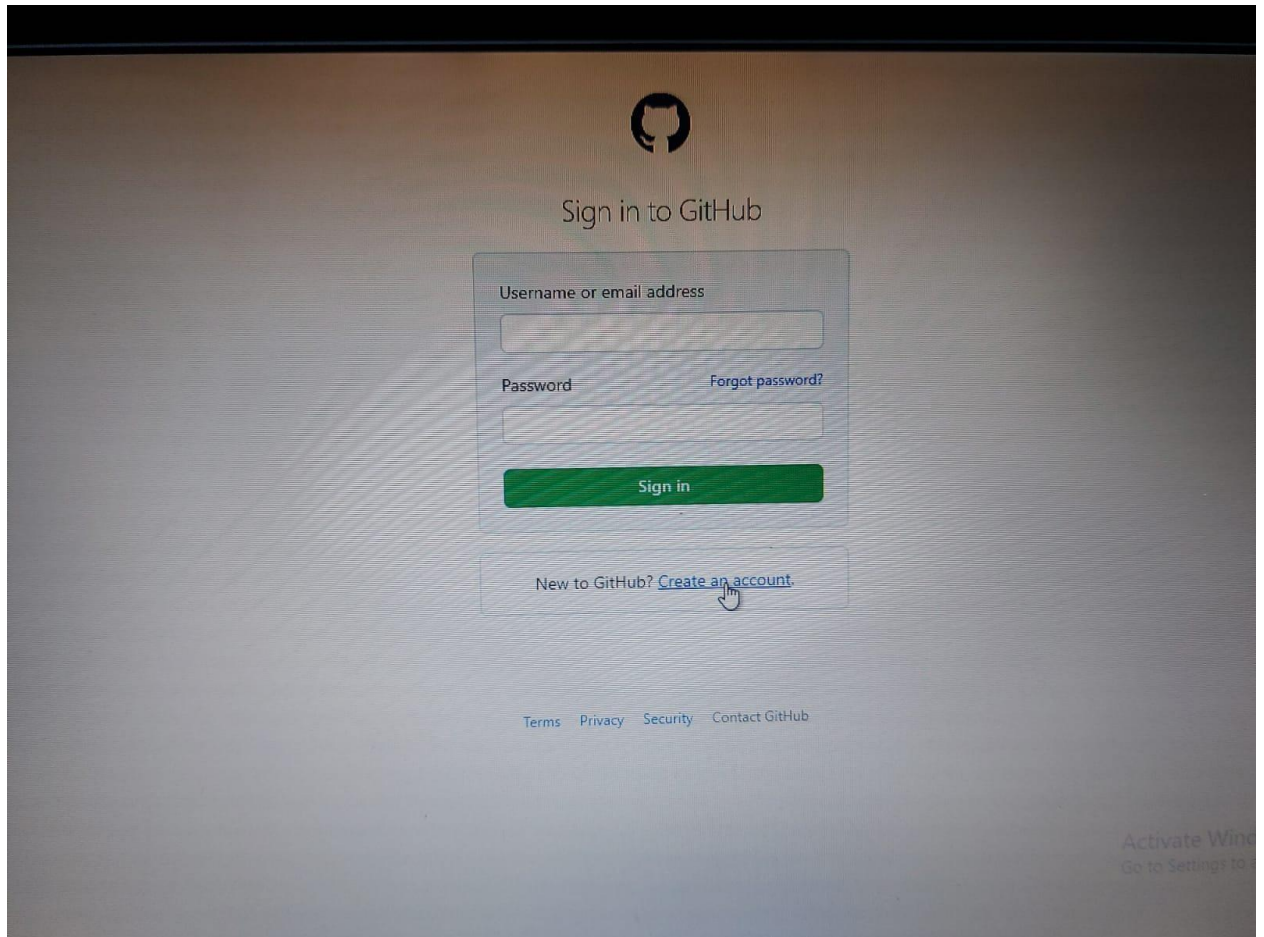 Sign in to GitHub
Username or email address
Password Forgot password?
Sign in
New to GitHub? Create an account.
Terms Privacy Security Contact GitHub
Activate
Go to Settings to